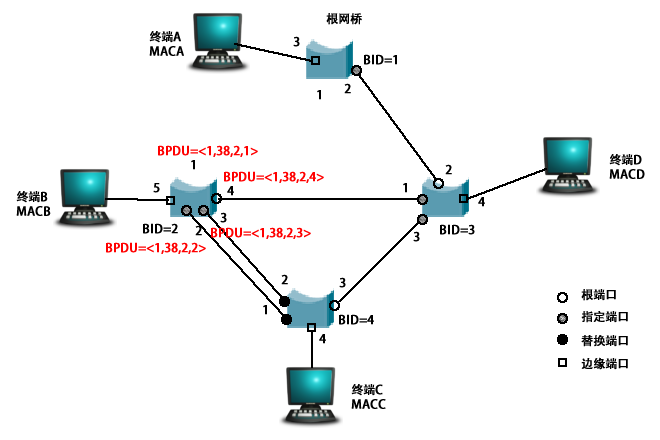 根网桥
终端A
MACA
3
BID=1
1
2
BPDU=<1,38,2,1>
1
BPDU=<1,38,2,4>
终端D
MACD
2
终端B
MACB
5
4
1
4
BID=2
2
3
BPDU=<1,38,2,3>
3
BID=3
BPDU=<1,38,2,2>
2
3
1
BID=4
4
根端口
指定端口
替换端口
边缘端口
终端C
MACC